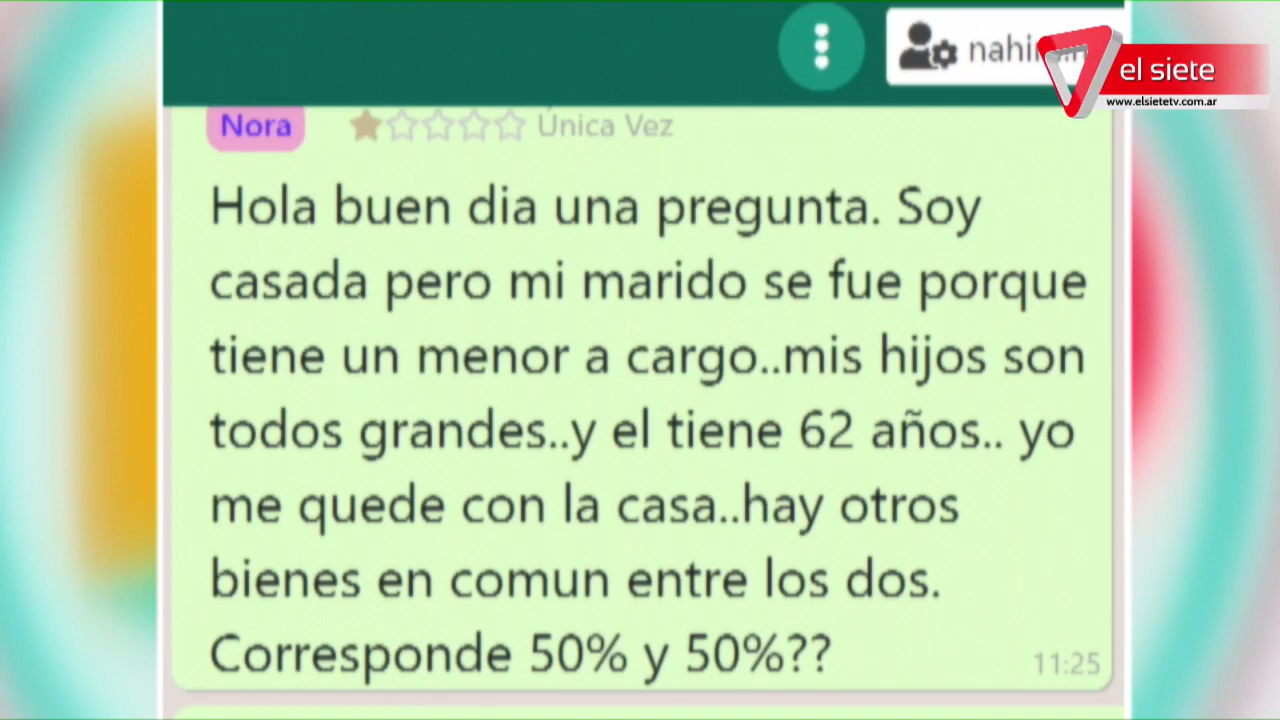 el siete
www.elsietetv.com.ar
Nora
Única Vez
Hola buen dia una pregunta. Soy
casada pero mi marido se fue porque
tiene un menor a cargo..mis hijos son
todos grandes..y el tiene 62 años.. yo
me quede con la casa..hay otros
bienes en comun entre los dos.
Corresponde 50% y 50%??
11:25